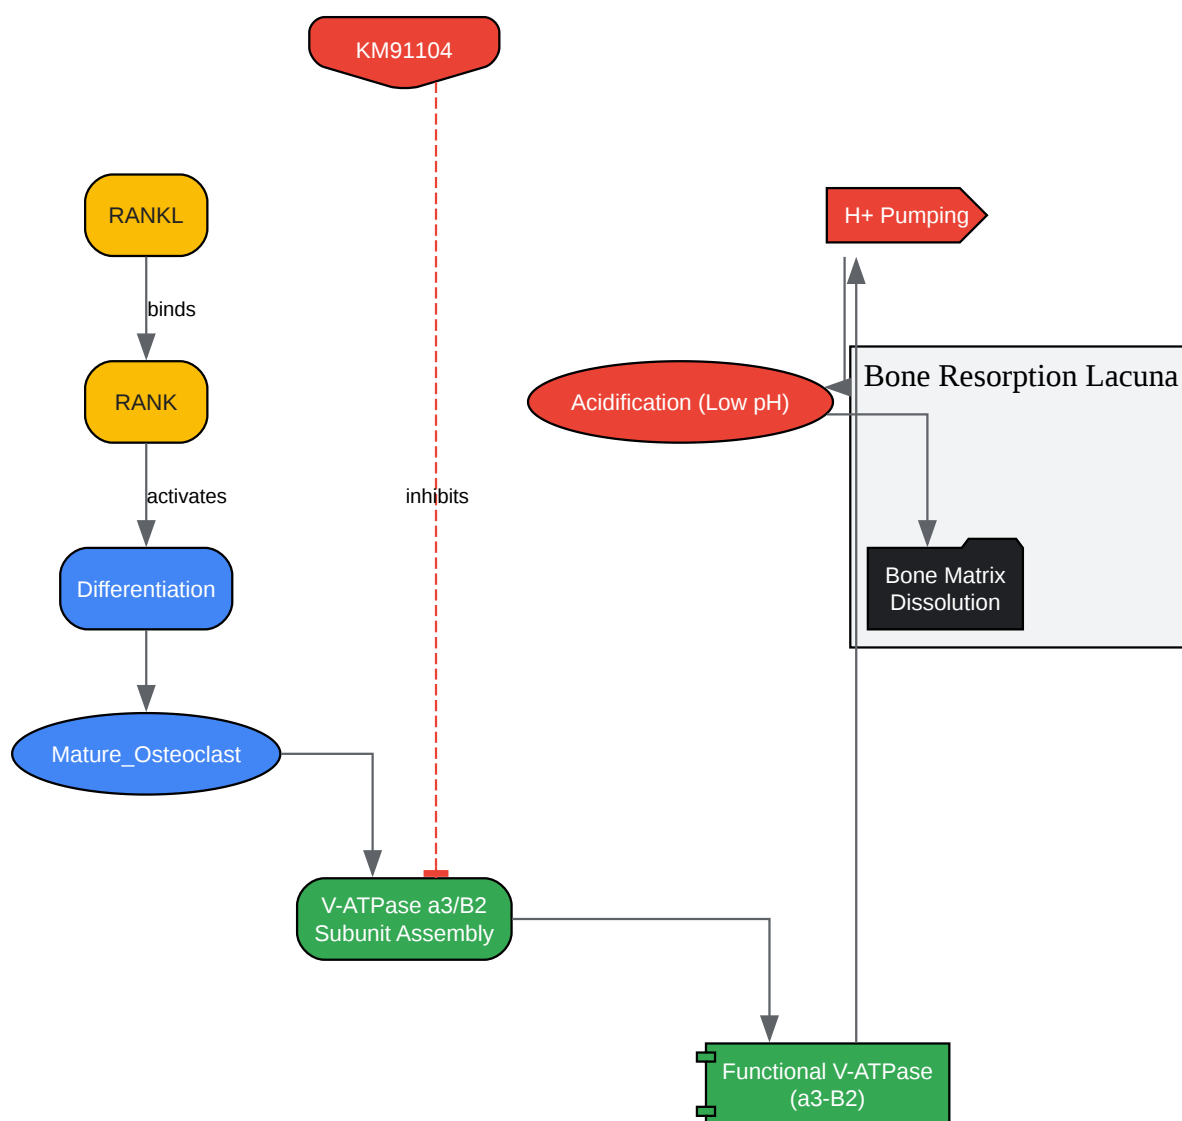 KM91104
RANKL
H+ Pumping
binds
Bone Resorption Lacuna
RANK
Acidification (Low pH)
activates
inhibits
Differentiation
Bone Matrix
Dissolution
Mature_Osteoclast
V-ATPase a3/B2
Subunit Assembly
Functional V-ATPase
(a3-B2)